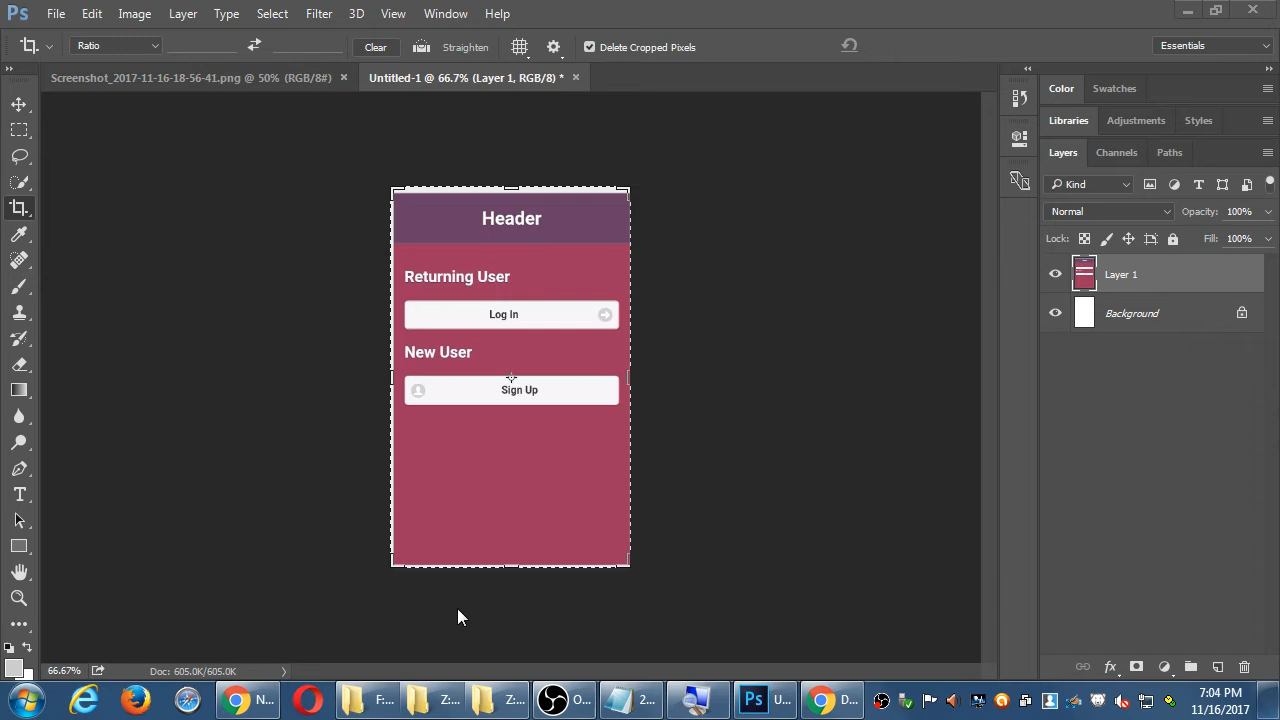 Ps File Edit Image Layer Type Select Filter 3D View Window Help
Ratio Clear Straighten Delete Cropped Pixels Essentials
Screenshot_2017-11-16-18-56-41.png @ 50% (RGB/8#) × Untitled-1 @ 66.7% (Layer 1, RGB/8) * ×
Color Swatches
Libraries Adjustments Styles
Layers Channels Paths
Kind
Normal Opacity: 100%
Lock: Fill: 100%
Layer 1
Background
Header
Returning User
Log In
New User
Sign Up
66.67% Doc: 605.0K/605.0K
N... F:... Z:... Z:... O... 2... Ps U... D... 7:04 PM
11/16/2017